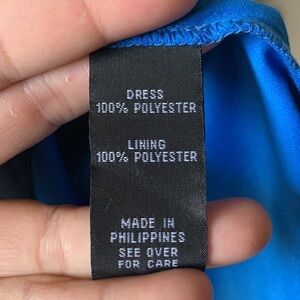 DRESS
100% POLYESTER
LINING
100% POLYESTER
MADE IN
PHILIPPINES
SEE OVER
FOR CARE